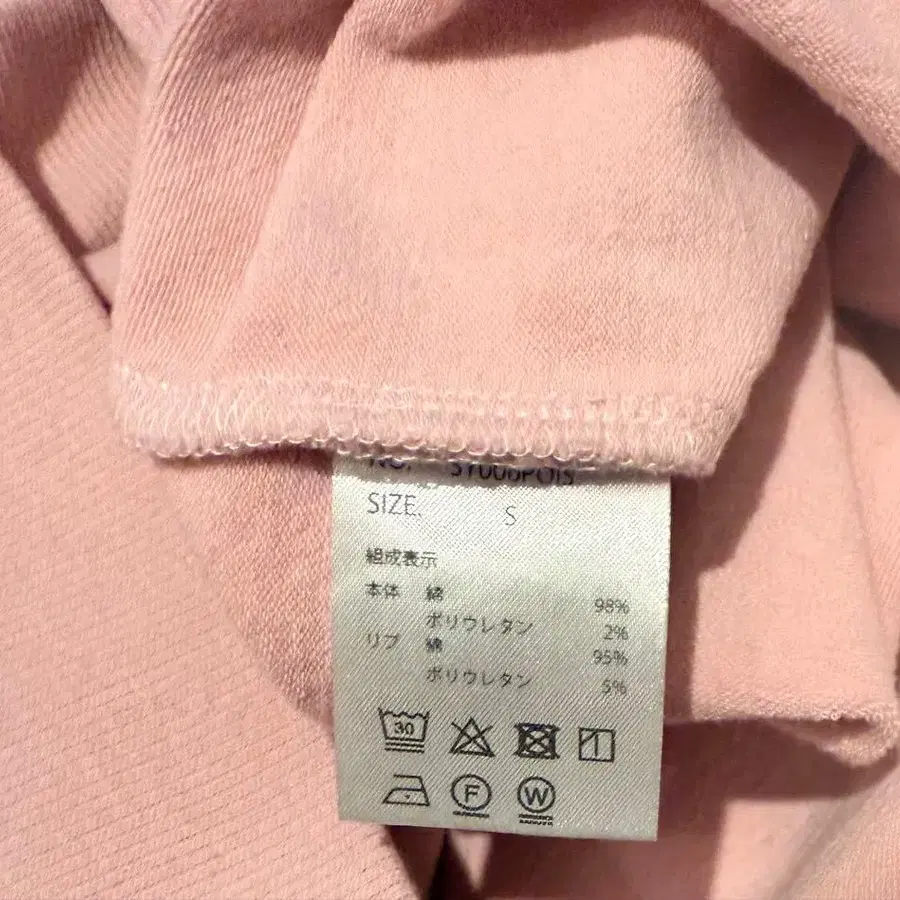 NO.
SIZE. S
組成表示
本体 綿 98%
ポリウレタン 2%
リブ 綿 95%
ポリウレタン 5%
30
F
W